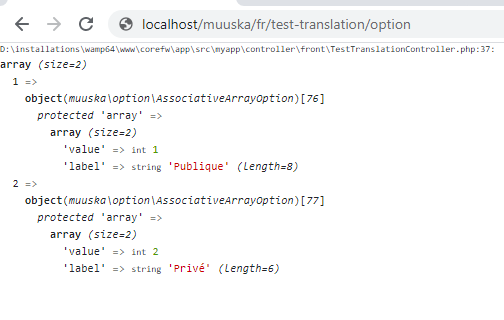 localhost/muuska/fr/test-translation/option
D:\installations\wamp64\www\corefw\app\src\myapp\controller\front\TestTranslationController.php:37:
array (size=2)
  1 =>
    object(muuska\option\AssociativeArrayOption)[76]
      protected 'array' =>
        array (size=2)
          'value' => int 1
          'label' => string 'Publique' (length=8)
  2 =>
    object(muuska\option\AssociativeArrayOption)[77]
      protected 'array' =>
        array (size=2)
          'value' => int 2
          'label' => string 'Privé' (length=6)